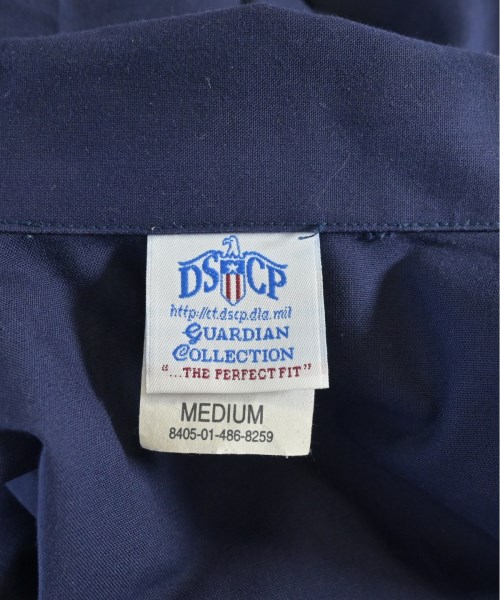 DSCP
http://ct.dscp.dla.mil
GUARDIAN
COLLECTION
"...THE PERFECT FIT"
MEDIUM
8405-01-486-8259